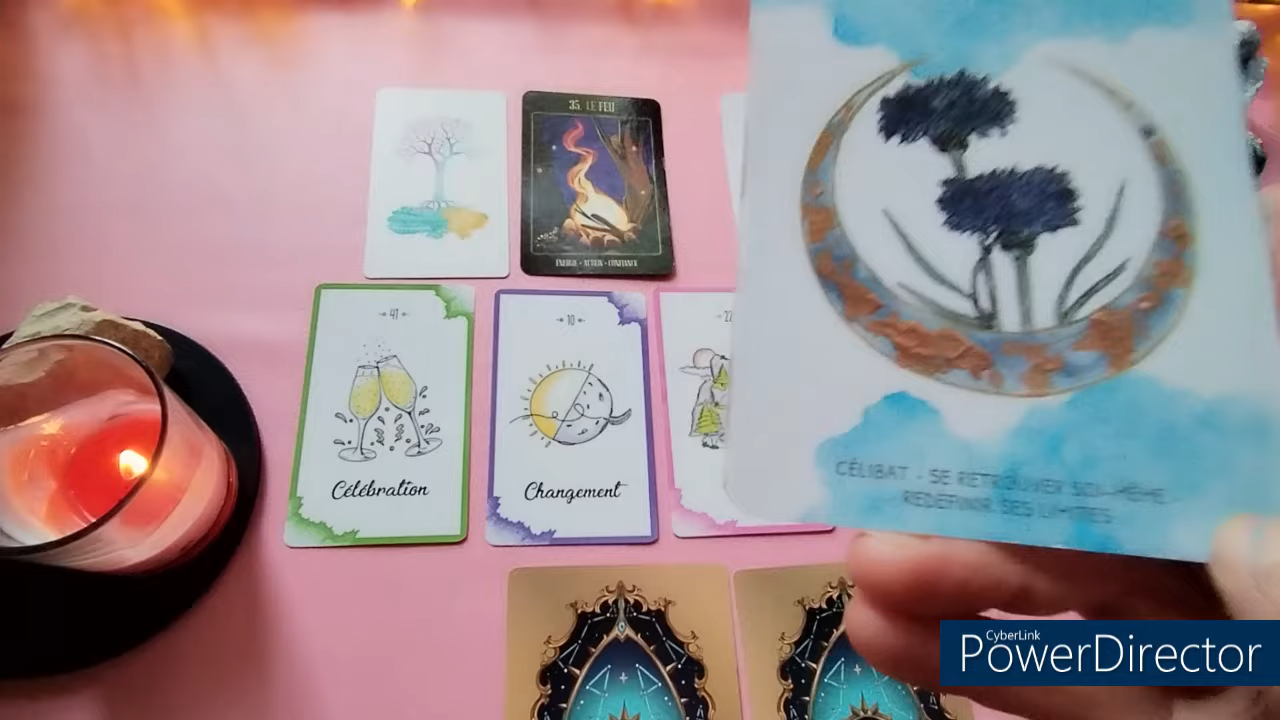 35. LE FEU
ÉNERGIE • ACTION • CONFIANCE
41
Célébration
10
Changement
22
CÉLIBAT - SE RETROUVER SOI-MÊME -
REDÉFINIR SES LIMITES
CyberLink
PowerDirector